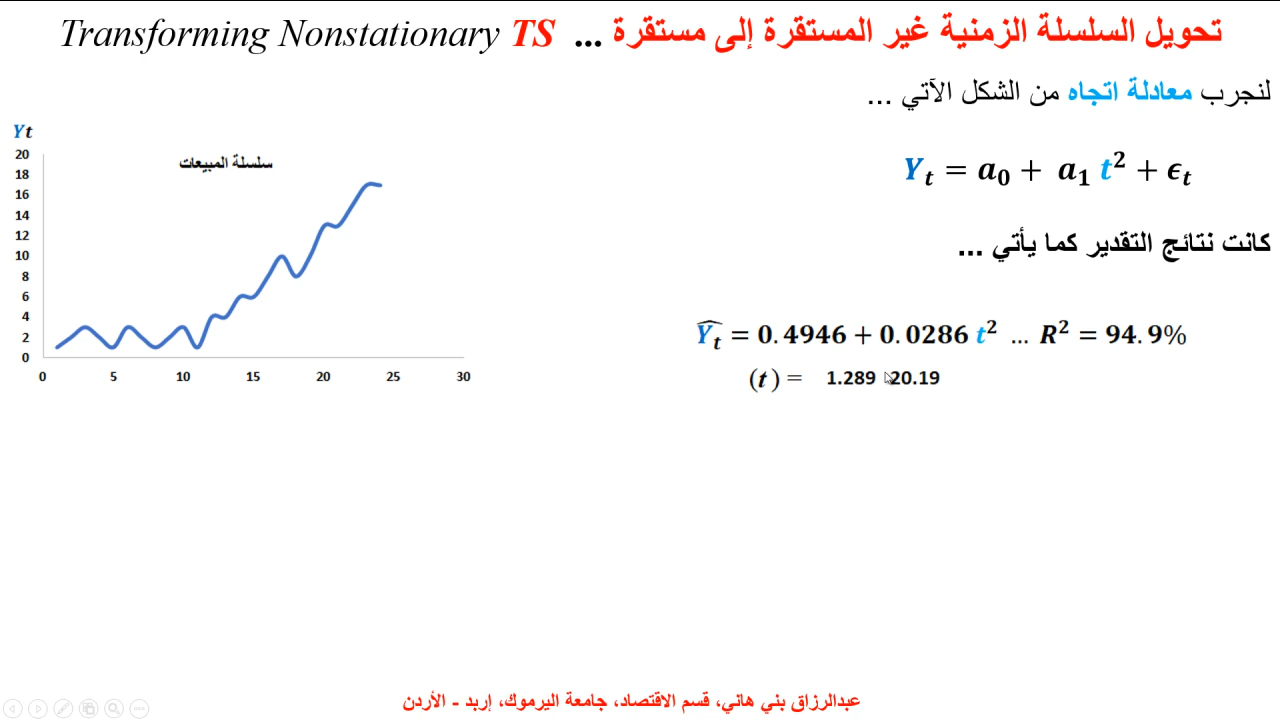 تحويل السلسلة الزمنية غير المستقرة إلى مستقرة ... Transforming Nonstationary TS
لنجرب معادلة اتجاه من الشكل الآتي ...
Yt
سلسلة المبيعات
20
18
16
14
12
10
8
6
4
2
0
0 5 10 15 20 25 30
Y_t = a_0 + a_1 t^2 + ϵ_t
كانت نتائج التقدير كما يأتي ...
Ŷ_t = 0.4946 + 0.0286 t^2 ... R^2 = 94.9%
(t) = 1.289 20.19
عبدالرزاق بني هاني، قسم الاقتصاد، جامعة اليرموك، إربد - الأردن